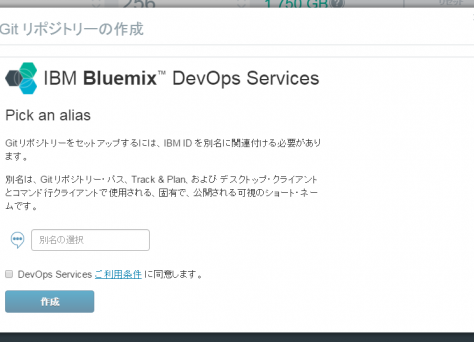 256
1.750 GB
Git リポジトリーの作成
IBM Bluemix™ DevOps Services
Pick an alias
Gitリポジトリーをセットアップするには、IBM ID を別名に関連付ける必要があり
ます。
別名は、Gitリポジトリー・パス、Track & Plan、および デスクトップ・クライアント
とコマンド行クライアントで使用される、固有で、公開される可視のショート・ネー
ムです。
別名の選択
DevOps Services ご利用条件 に同意します。
作成